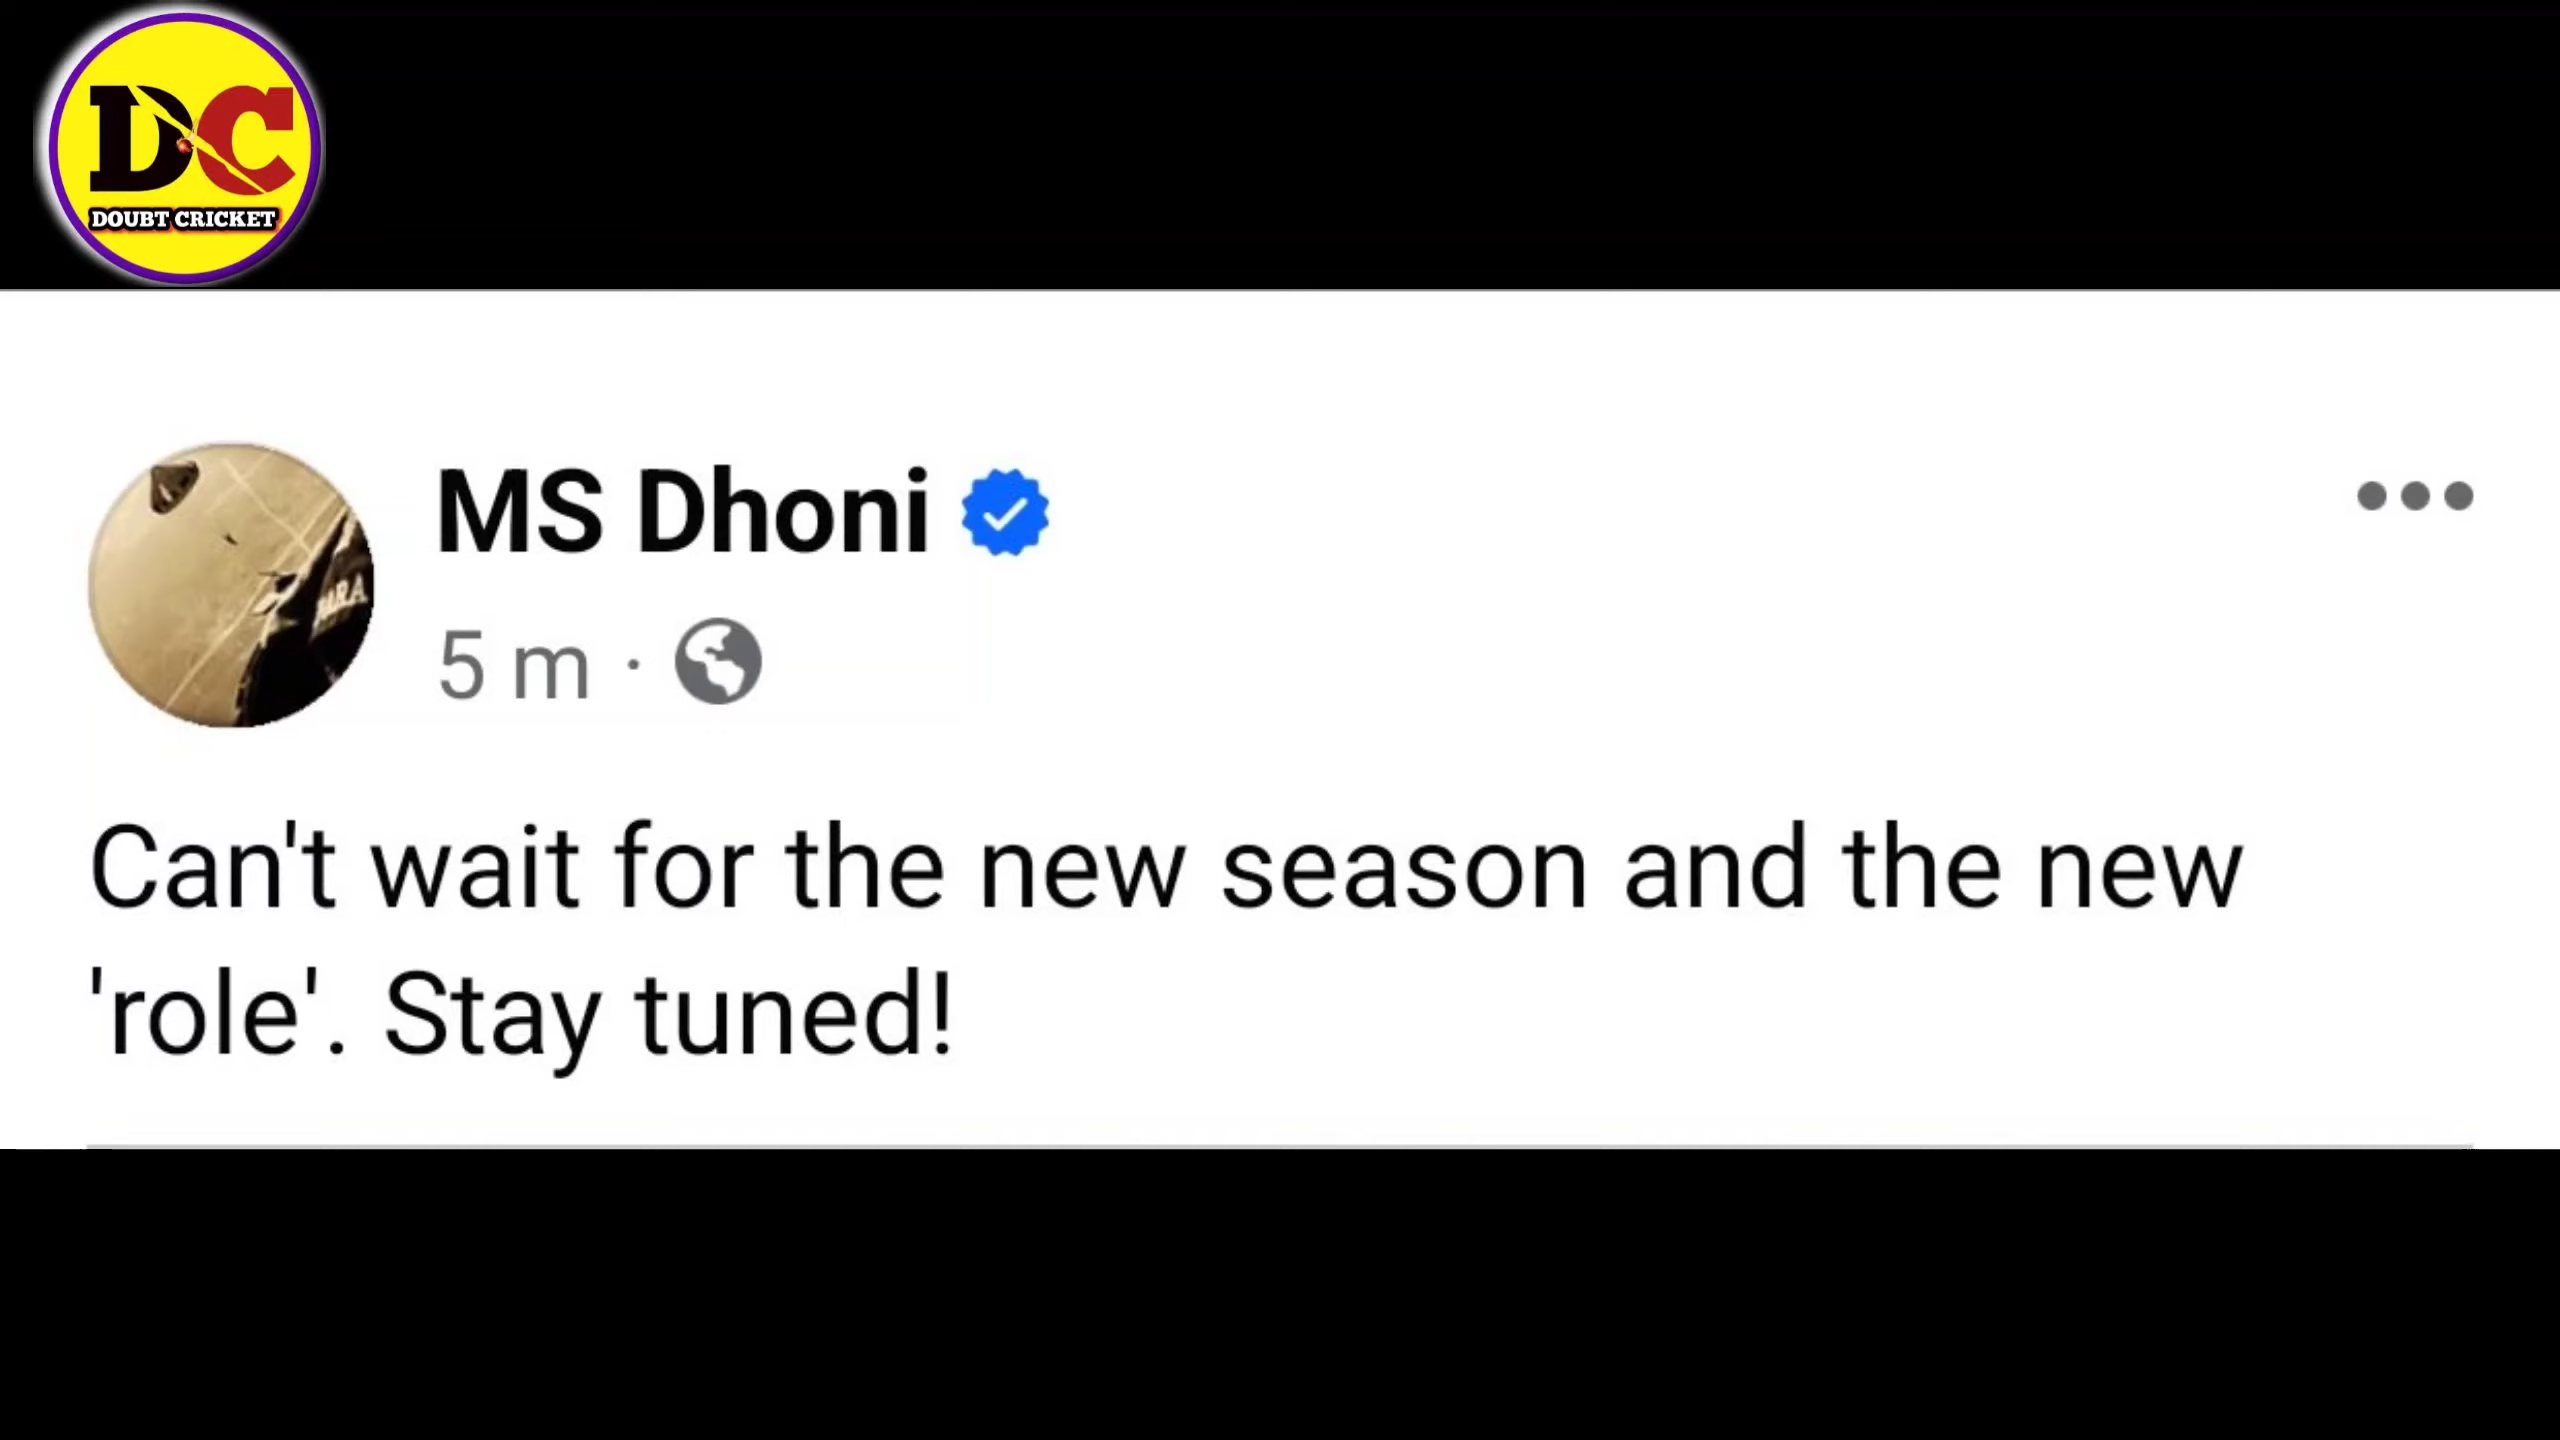 DC
DOUBT CRICKET
MS Dhoni
5 m ·
Can't wait for the new season and the new
'role'. Stay tuned!